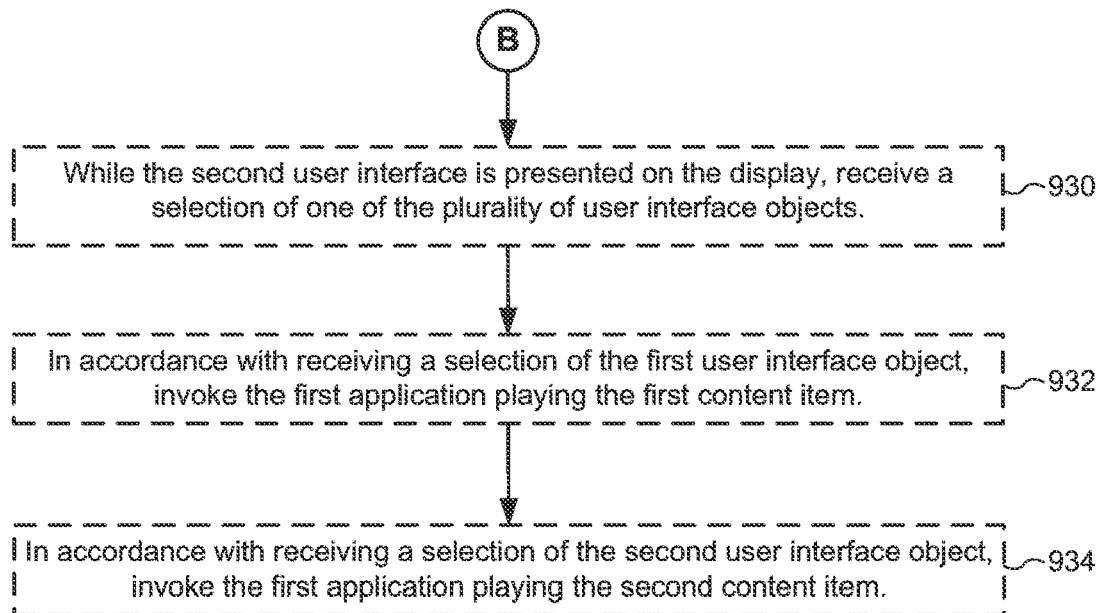 B
While the second user interface is presented on the display, receive a
selection of one of the plurality of user interface objects.
930
In accordance with receiving a selection of the first user interface object,
invoke the first application playing the first content item.
932
In accordance with receiving a selection of the second user interface object,
invoke the first application playing the second content item.
934